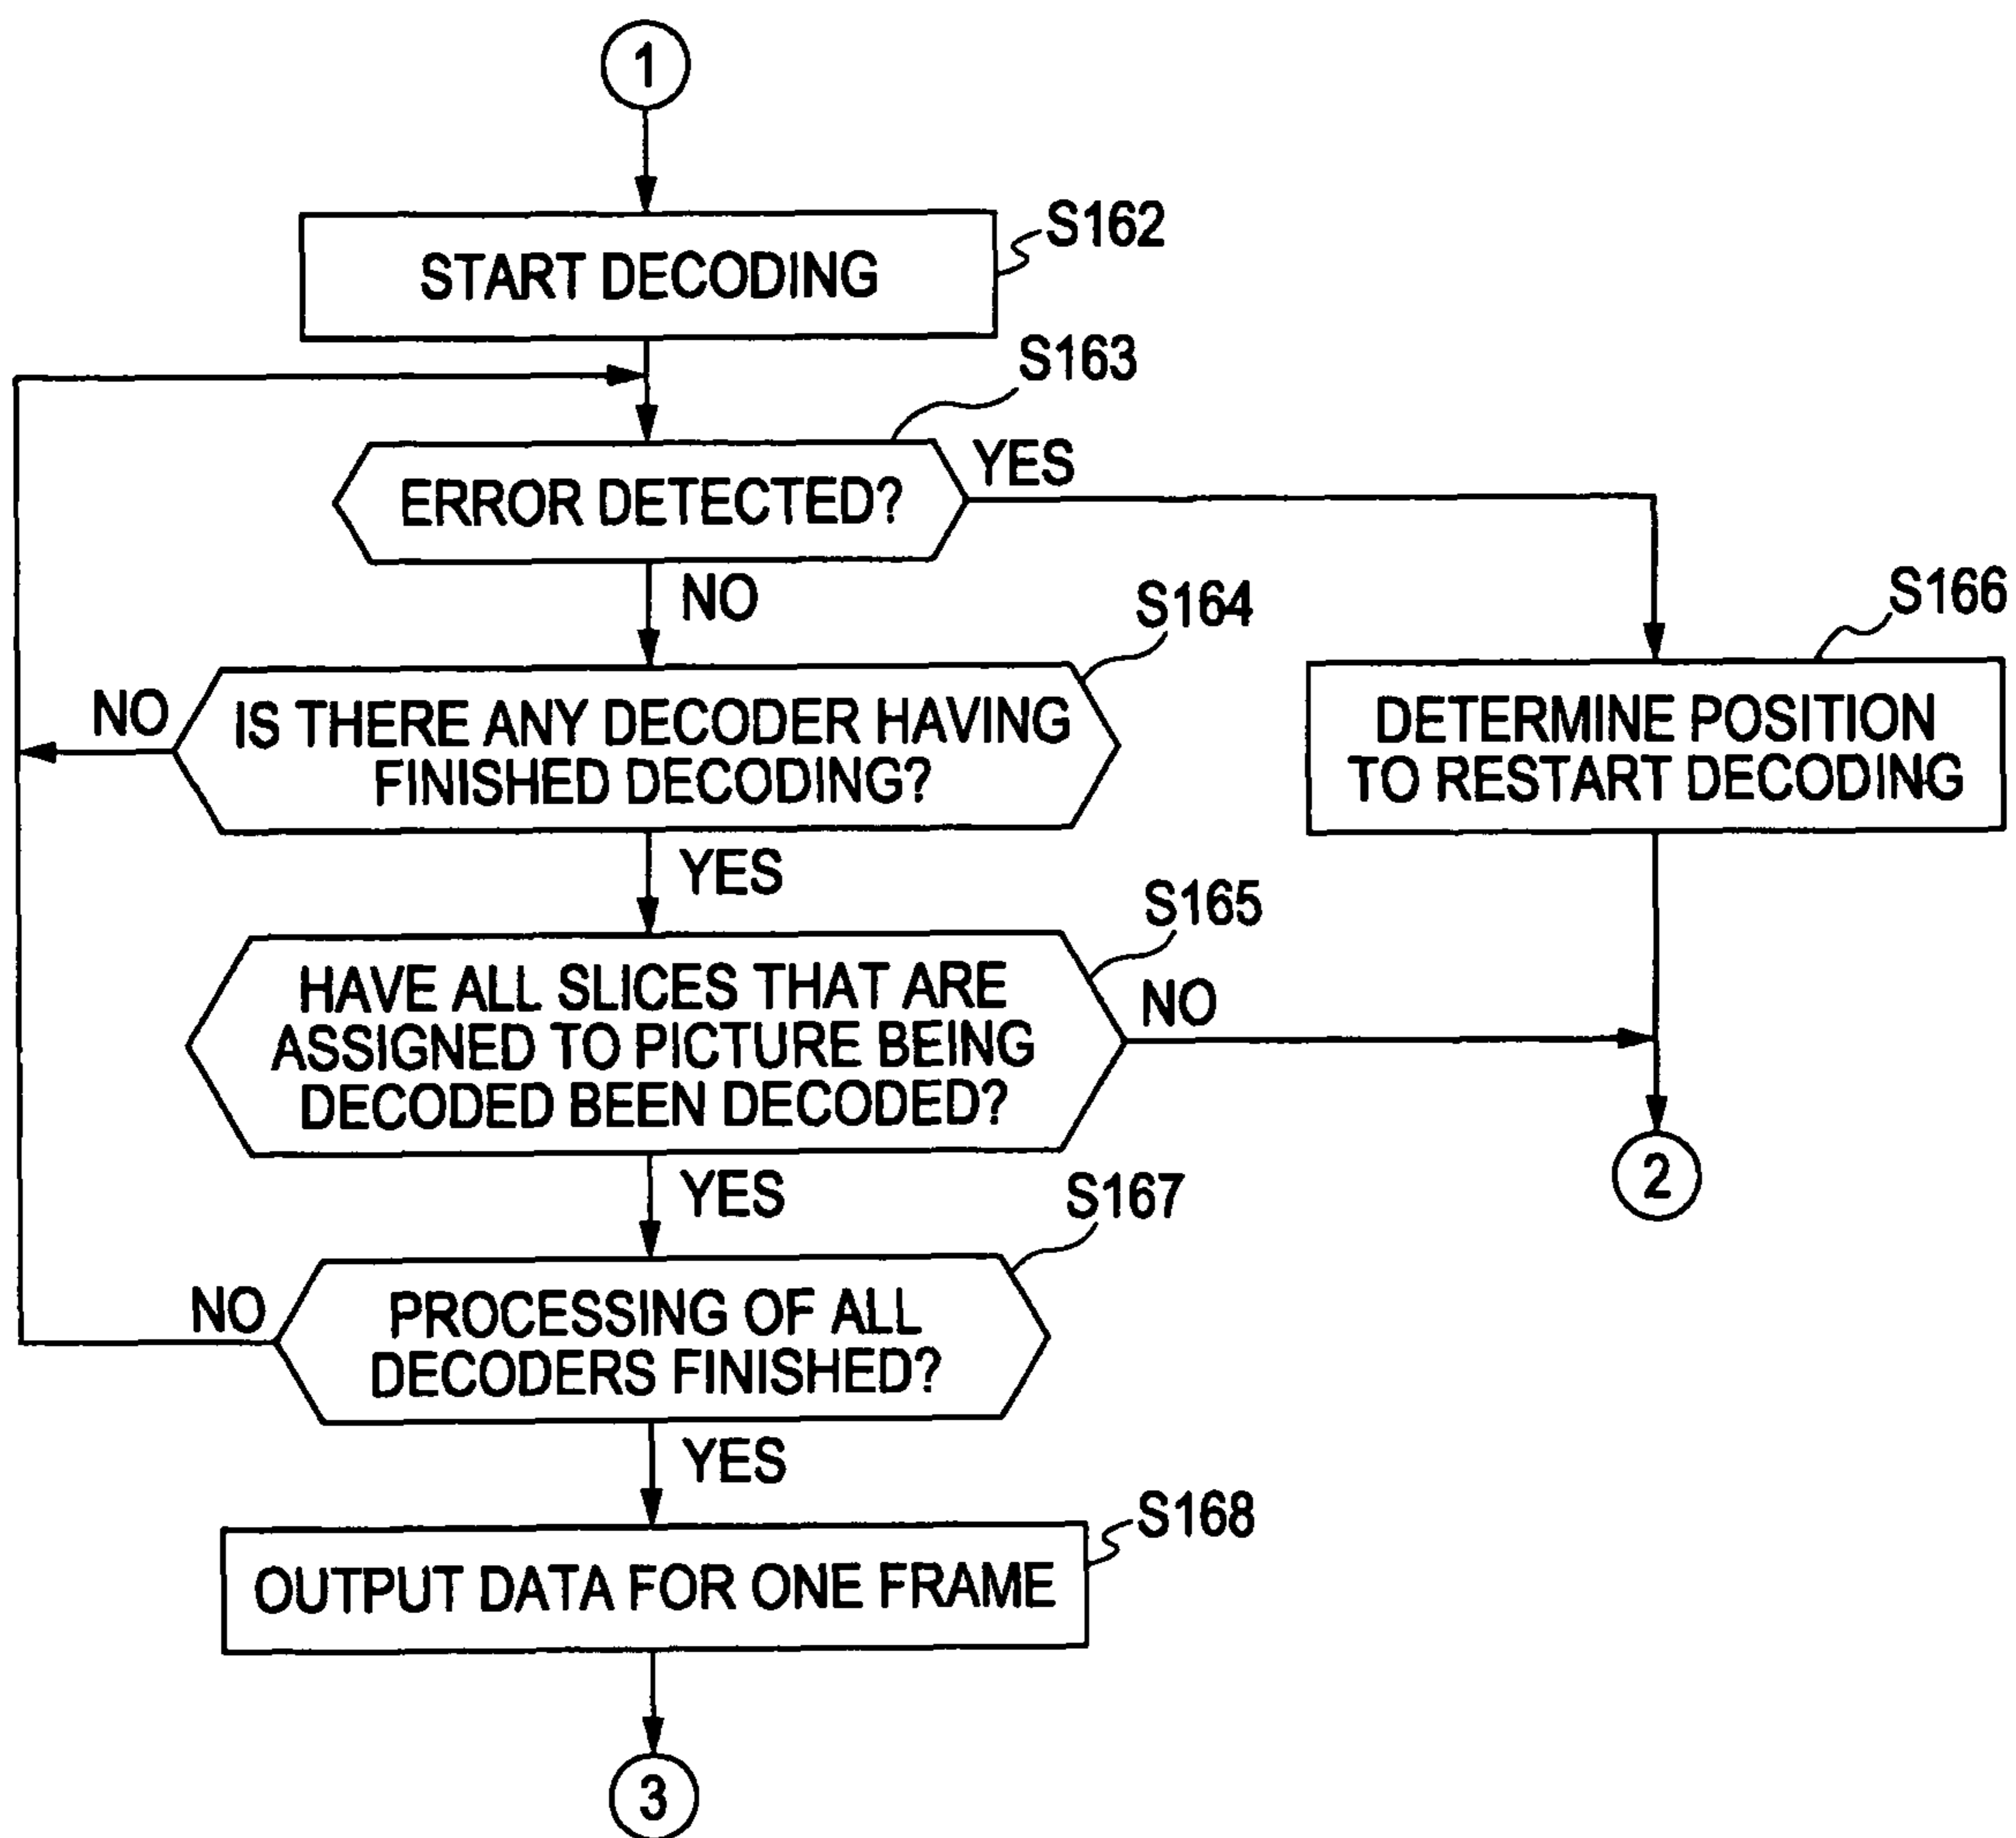 1
S162
START DECODING
S163
ERROR DETECTED?
YES
NO
S164
S166
NO
IS THERE ANY DECODER HAVING
FINISHED DECODING?
DETERMINE POSITION
TO RESTART DECODING
YES
S165
HAVE ALL SLICES THAT ARE
ASSIGNED TO PICTURE BEING
DECODED BEEN DECODED?
NO
2
YES
S167
NO
PROCESSING OF ALL
DECODERS FINISHED?
YES
S168
OUTPUT DATA FOR ONE FRAME
3